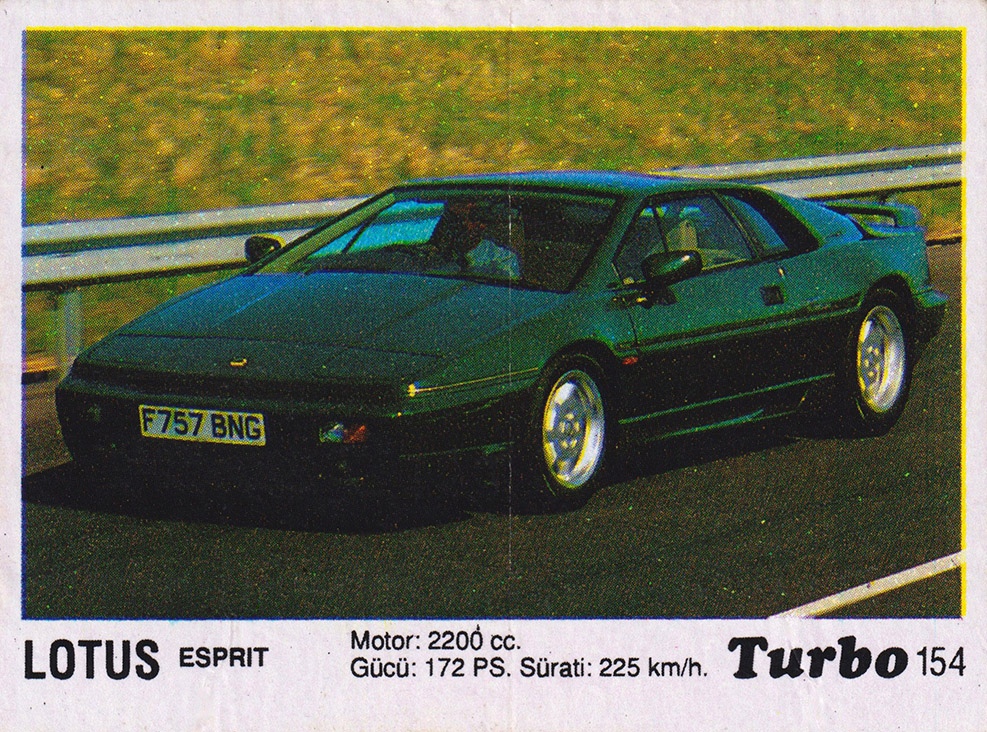 F757 BNG
LOTUS ESPRIT
Motor: 2200 cc.
Gücü: 172 PS. Sürati: 225 km/h.
Turbo 154